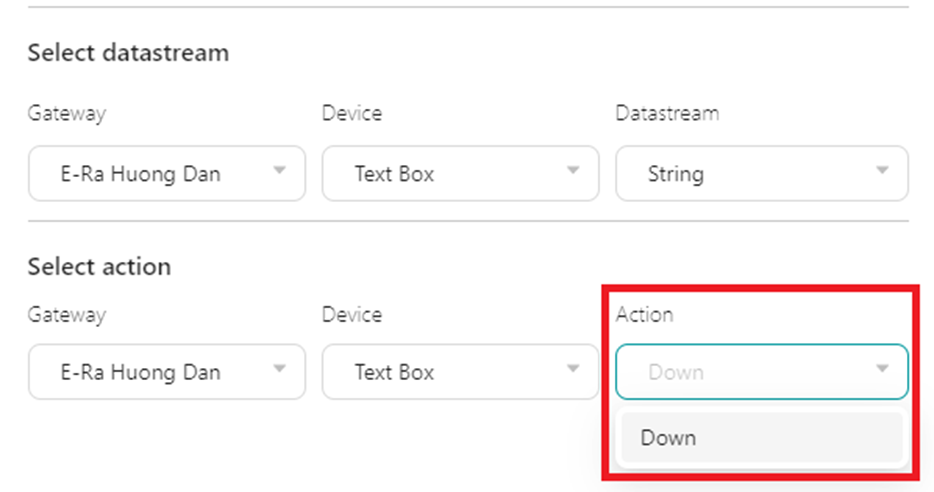 Select datastream
Gateway Device Datastream
E-Ra Huong Dan Text Box String
Select action
Gateway Device Action
E-Ra Huong Dan Text Box Down
Down